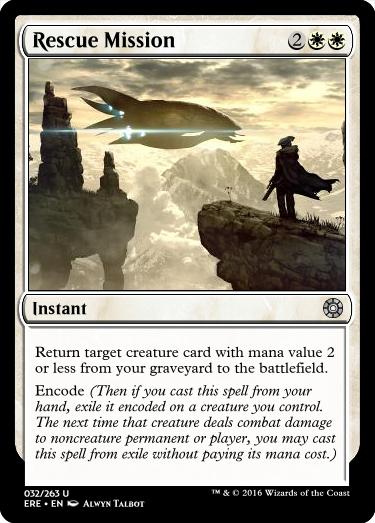 Rescue Mission 2
Instant
Return target creature card with mana value 2
or less from your graveyard to the battlefield.
Encode (Then if you cast this spell from your
hand, exile it encoded on a creature you control.
The next time that creature deals combat damage
to noncreature permanent or player, you may cast
this spell from exile without paying its mana cost.)
032/263 U
ERE • EN Alwyn Talbot
™ & © 2016 Wizards of the Coast